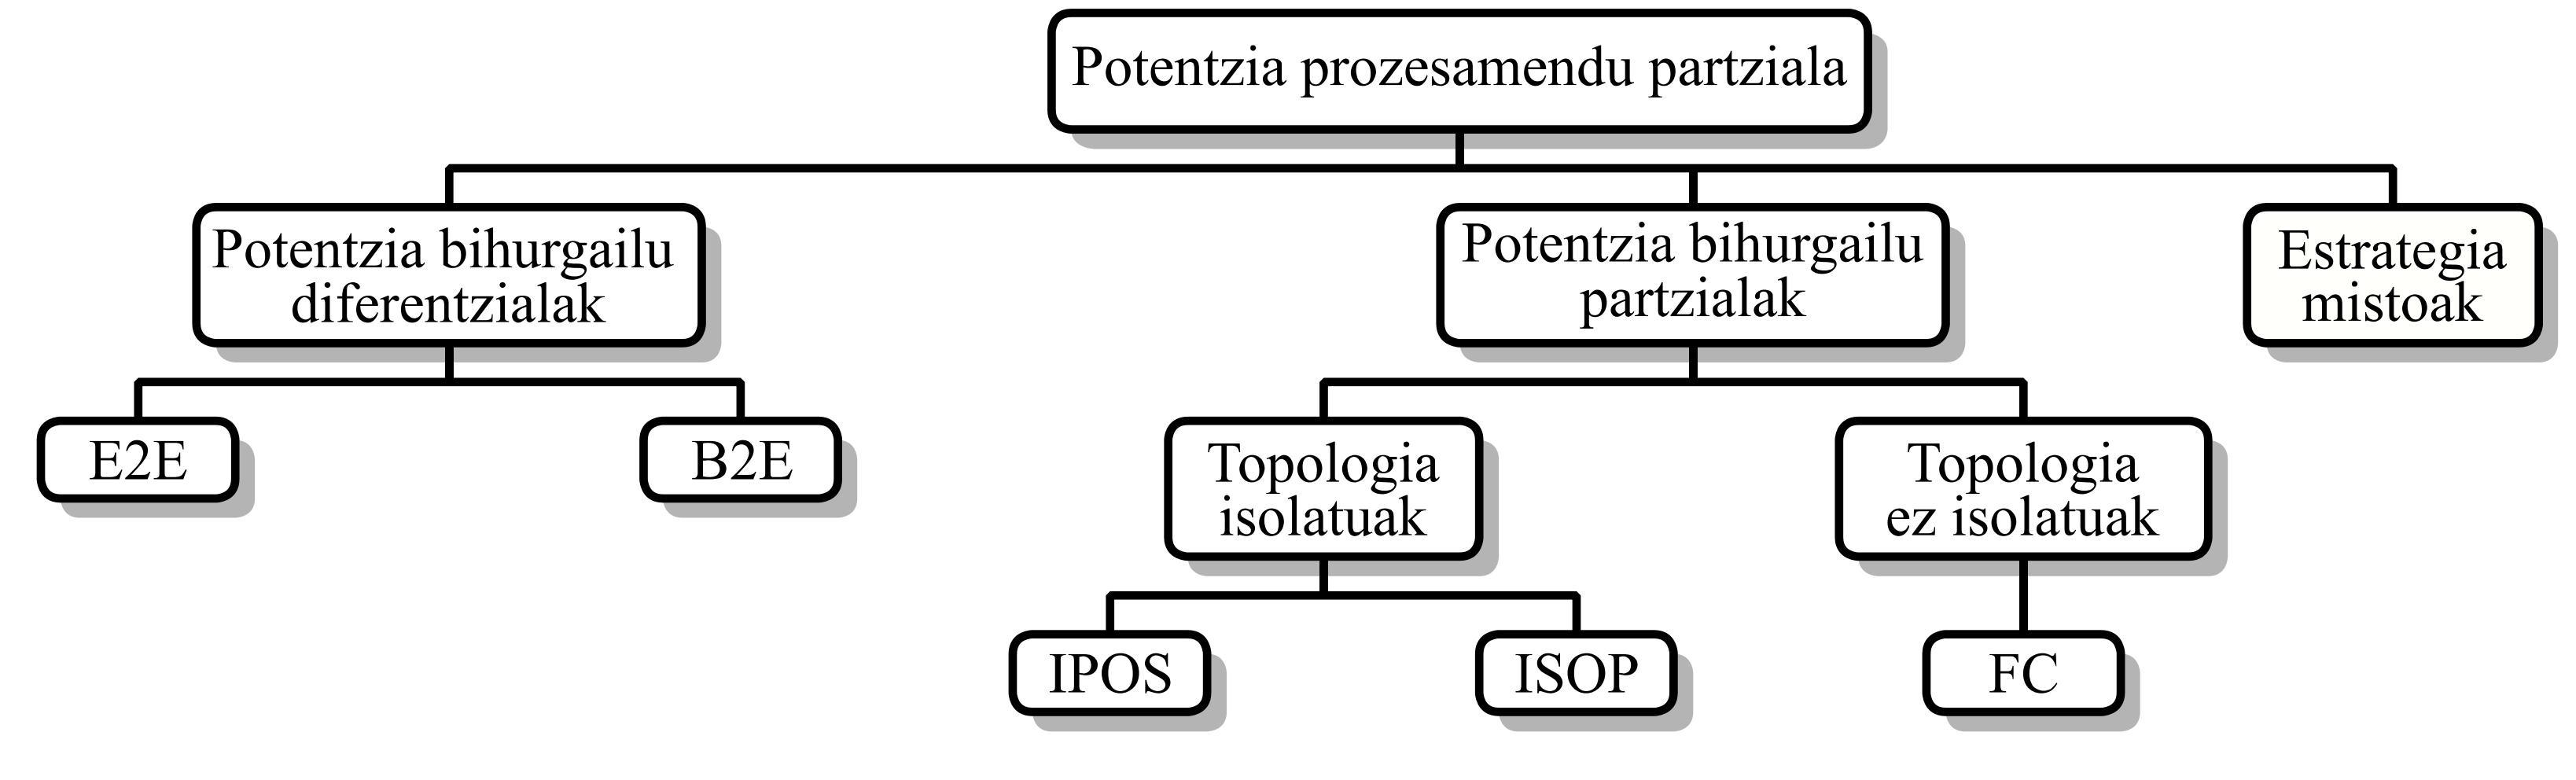 Potentzia prozesamendu partziala
Potentzia bihurgailu
diferentzialak
Potentzia bihurgailu
partzialak
Estrategia
mistoak
E2E
B2E
Topologia
isolatuak
Topologia
ez isolatuak
IPOS
ISOP
FC